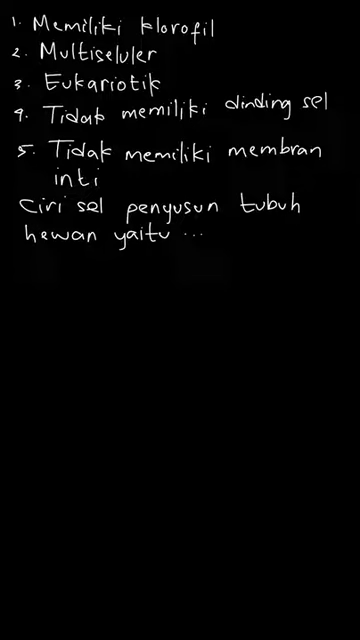 1. Memiliki klorofil
2. Multiseluler
3. Eukariotik
4. Tidak memiliki dinding sel
5. Tidak memiliki membran
inti
Ciri sel penyusun tubuh
hewan yaitu ...